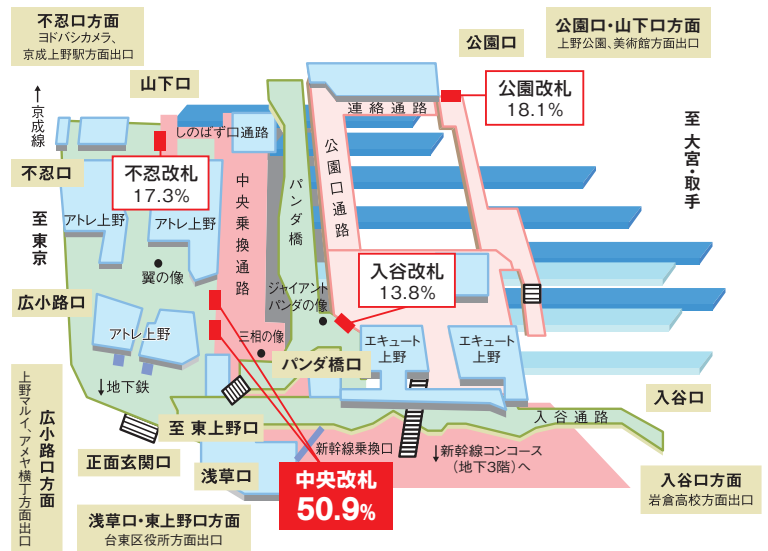 不忍口方面
ヨドバシカメラ、
京成上野駅方面出口
公園口
公園口・山下口方面
上野公園、美術館方面出口
山下口
公園改札
18.1%
↑京成線
連絡通路
しのばず口通路
至 大宮・取手
不忍口
不忍改札
17.3%
中央乗換通路
パンダ橋
公園口通路
至 東京
アトレ上野
アトレ上野
翼の像
入谷改札
13.8%
ジャイアント
パンダの像
広小路口
アトレ上野
三相の像
エキュート
上野
エキュート
上野
パンダ橋口
↓地下鉄
入谷口
広小路口方面
上野マルイ、アメヤ横丁方面出口
至 東上野口
入谷通路
正面玄関口
浅草口
新幹線乗換口
↓新幹線コンコース
(地下3階)へ
中央改札
50.9%
入谷口方面
岩倉高校方面出口
浅草口・東上野口方面
台東区役所方面出口